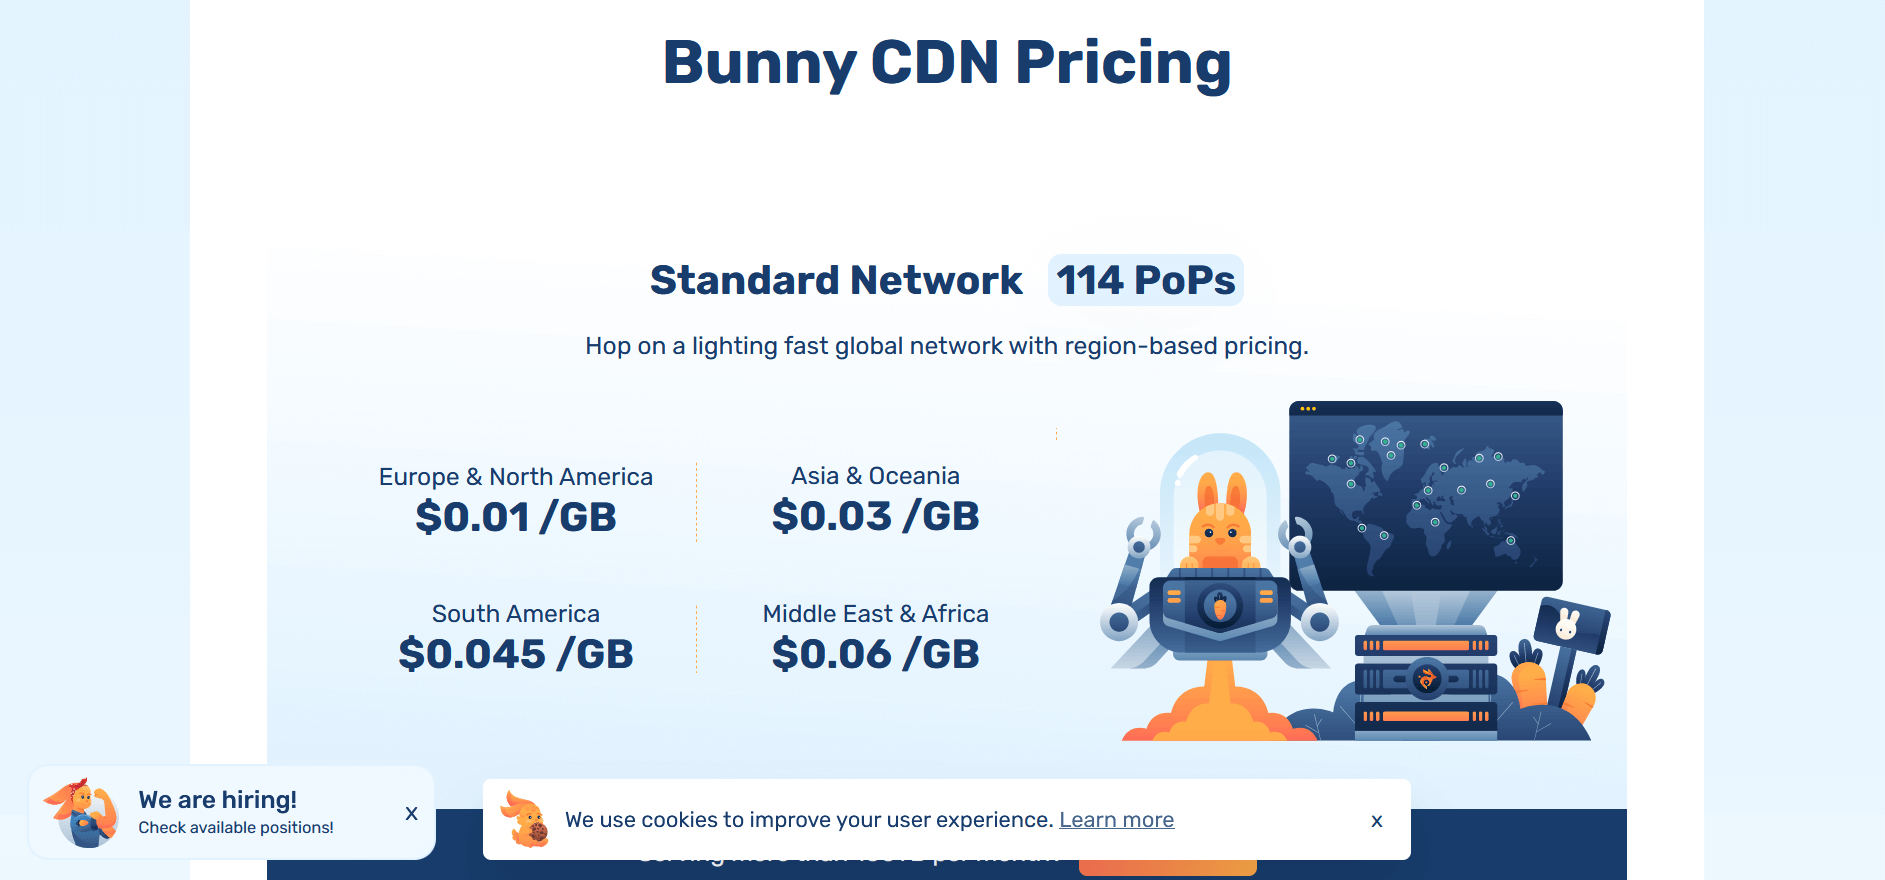 Bunny CDN Pricing
Standard Network 114 PoPs
Hop on a lighting fast global network with region-based pricing.
Europe & North America
$0.01 /GB
Asia & Oceania
$0.03 /GB
South America
$0.045 /GB
Middle East & Africa
$0.06 /GB
We are hiring!
Check available positions!
x
We use cookies to improve your user experience. Learn more
x